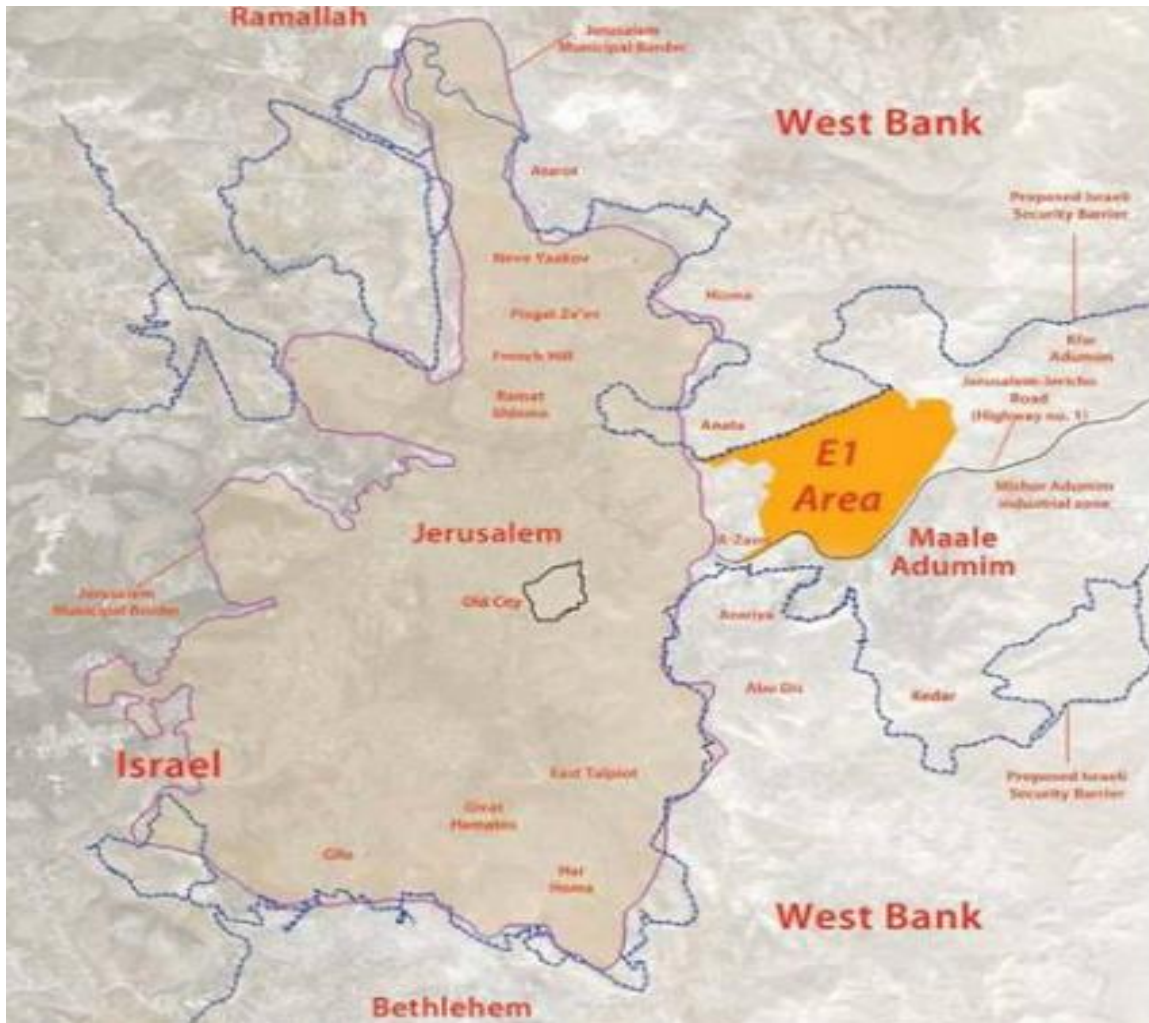 Ramallah
Jerusalem
Municipal Border
West Bank
Atarot
Proposed Israeli
Security Barrier
Neve Yaakov
Hizma
Pisgat Ze'ev
French Hill
Kfar
Adumim
Ramat
Shlomo
Jerusalem-Jericho
Road
(Highway no. 1)
Anata
E1
Area
Mishor Adumim
industrial zone
Jerusalem
A-Zaim
Maale
Adumim
Jerusalem
Municipal Border
Old City
Azariya
Abu Dis
Kedar
Israel
East Talpiot
Proposed Israeli
Security Barrier
Givat
Hamatos
Gilo
Har
Homa
West Bank
Bethlehem